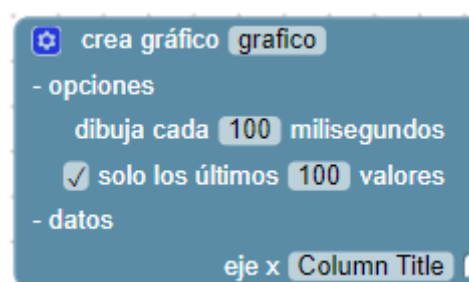 crea gráfico grafico
- opciones
dibuja cada 100 milisegundos
solo los últimos 100 valores
- datos
eje x Column Title